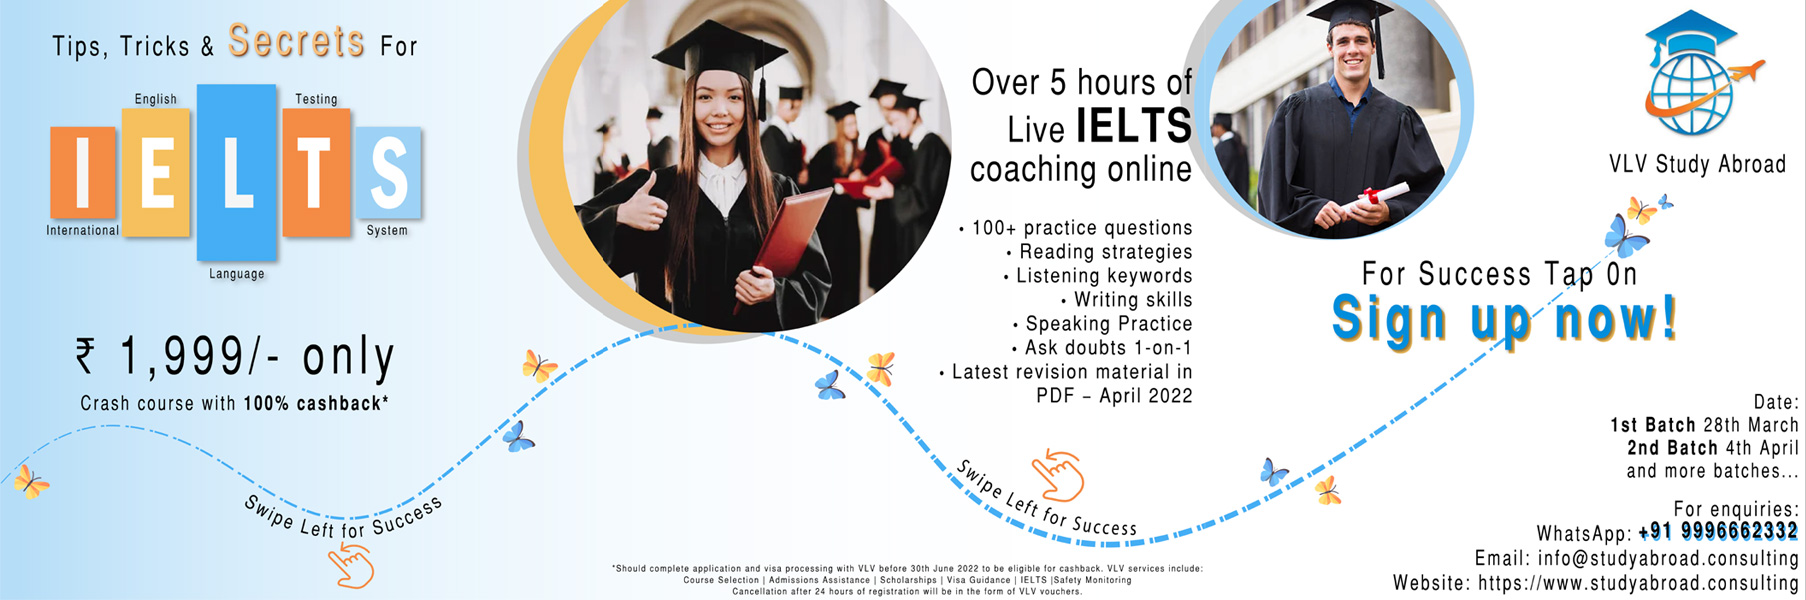 Tips, Tricks & Secrets For
English
Testing
I E L T S
International
System
Language
₹ 1,999/- only
Crash course with 100% cashback*
Swipe Left for Success
Over 5 hours of
Live IELTS
coaching online
• 100+ practice questions
• Reading strategies
• Listening keywords
• Writing skills
• Speaking Practice
• Ask doubts 1-on-1
• Latest revision material in
PDF – April 2022
Swipe Left for Success
*Should complete application and visa processing with VLV before 30th June 2022 to be eligible for cashback. VLV services include:
Course Selection | Admissions Assistance | Scholarships | Visa Guidance | IELTS |Safety Monitoring
Cancellation after 24 hours of registration will be in the form of VLV vouchers.
VLV Study Abroad
For Success Tap 0n
Sign up now!
Date:
1st Batch 28th March
2nd Batch 4th April
and more batches...
For enquiries:
WhatsApp: +91 9996662332
Email: info@studyabroad.consulting
Website: https://www.studyabroad.consulting